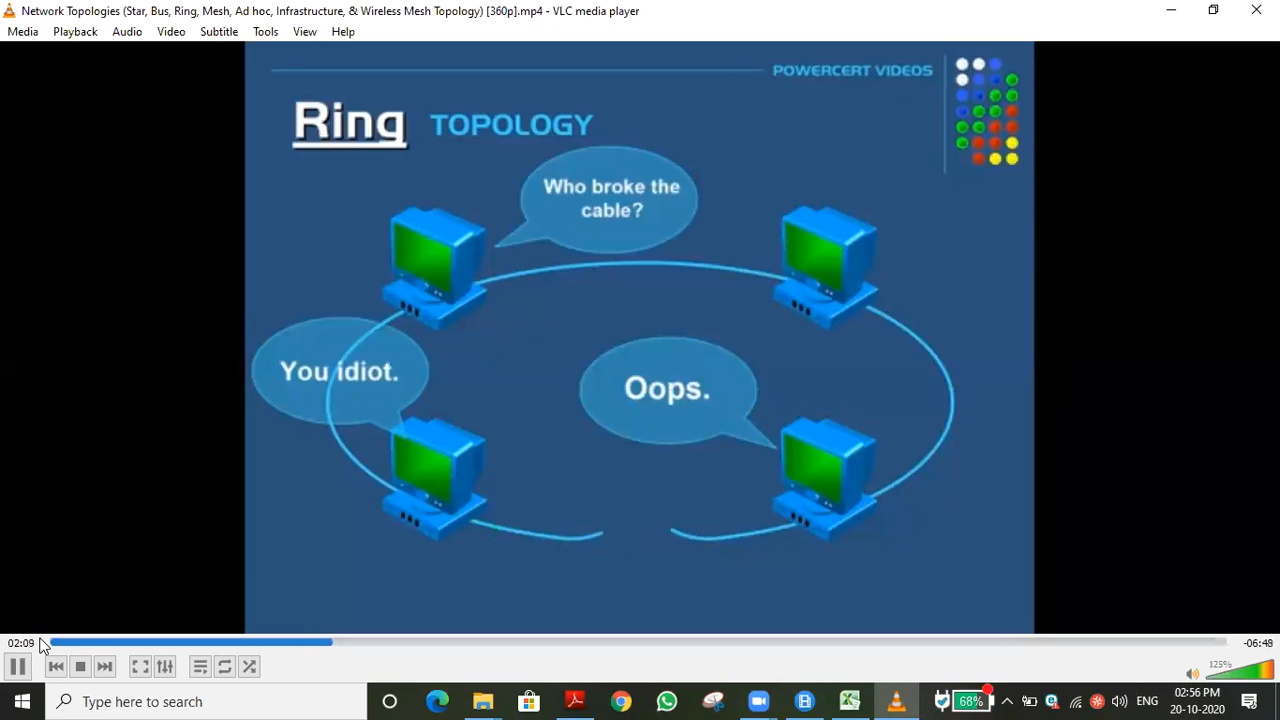 Network Topologies (Star, Bus, Ring, Mesh, Ad hoc, Infrastructure, & Wireless Mesh Topology) [360p].mp4 - VLC media player
Media Playback Audio Video Subtitle Tools View Help
POWERCERT VIDEOS
Ring TOPOLOGY
Who broke the
cable?
You idiot.
Oops.
02:09
-06:48
125%
Type here to search
68%
ENG
02:56 PM
20-10-2020